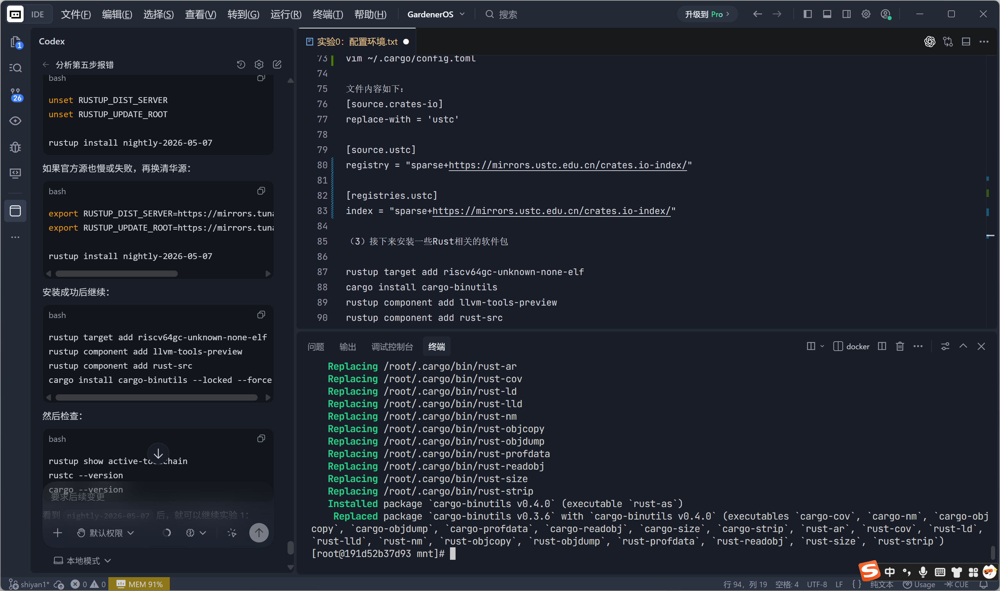 IDE 文件(F) 编辑(E) 选择(S) 查看(V) 转到(G) 运行(R) 终端(T) 帮助(H) GardenerOS 搜索 升级到 Pro
Codex
分析第五步报错
bash
unset RUSTUP_DIST_SERVER
unset RUSTUP_UPDATE_ROOT
rustup install nightly-2026-05-07
如果官方源也慢或失败，再换清华源：
bash
export RUSTUP_DIST_SERVER=https://mirrors.tuna
export RUSTUP_UPDATE_ROOT=https://mirrors.tuna
rustup install nightly-2026-05-07
安装成功后继续：
bash
rustup target add riscv64gc-unknown-none-elf
rustup component add llvm-tools-preview
rustup component add rust-src
cargo install cargo-binutils --locked --force
然后检查：
bash
rustup show active-toolchain
rustc --version
cargo --version
要求后续变更
看到 nightly-2026-05-07 后，就可以继续实验 1：
默认权限
本地模式
1
26
实验0：配置环境.txt
73 vim ~/.cargo/config.toml
74
75 文件内容如下：
76 [source.crates-io]
77 replace-with = 'ustc'
78
79 [source.ustc]
80 registry = "sparse+https://mirrors.ustc.edu.cn/crates.io-index/"
81
82 [registries.ustc]
83 index = "sparse+https://mirrors.ustc.edu.cn/crates.io-index/"
84
85 （3）接下来安装一些Rust相关的软件包
86
87 rustup target add riscv64gc-unknown-none-elf
88 cargo install cargo-binutils
89 rustup component add llvm-tools-preview
90 rustup component add rust-src
问题 输出 调试控制台 终端 docker
Replacing /root/.cargo/bin/rust-ar
Replacing /root/.cargo/bin/rust-cov
Replacing /root/.cargo/bin/rust-ld
Replacing /root/.cargo/bin/rust-lld
Replacing /root/.cargo/bin/rust-nm
Replacing /root/.cargo/bin/rust-objcopy
Replacing /root/.cargo/bin/rust-objdump
Replacing /root/.cargo/bin/rust-profdata
Replacing /root/.cargo/bin/rust-readobj
Replacing /root/.cargo/bin/rust-size
Replacing /root/.cargo/bin/rust-strip
Installed package `cargo-binutils v0.4.0` (executable `rust-as`)
Replaced package `cargo-binutils v0.3.6` with `cargo-binutils v0.4.0` (executables `cargo-cov`, `cargo-nm`, `cargo-obj
copy`, `cargo-objdump`, `cargo-profdata`, `cargo-readobj`, `cargo-size`, `cargo-strip`, `rust-ar`, `rust-cov`, `rust-ld`,
`rust-lld`, `rust-nm`, `rust-objcopy`, `rust-objdump`, `rust-profdata`, `rust-readobj`, `rust-size`, `rust-strip`)
[root@191d52b37d93 mnt]#
中
shiyan1* 0 0 MEM 91% 行 94，列 19 空格: 4 UTF-8 LF { } 纯文本 Usage CUE